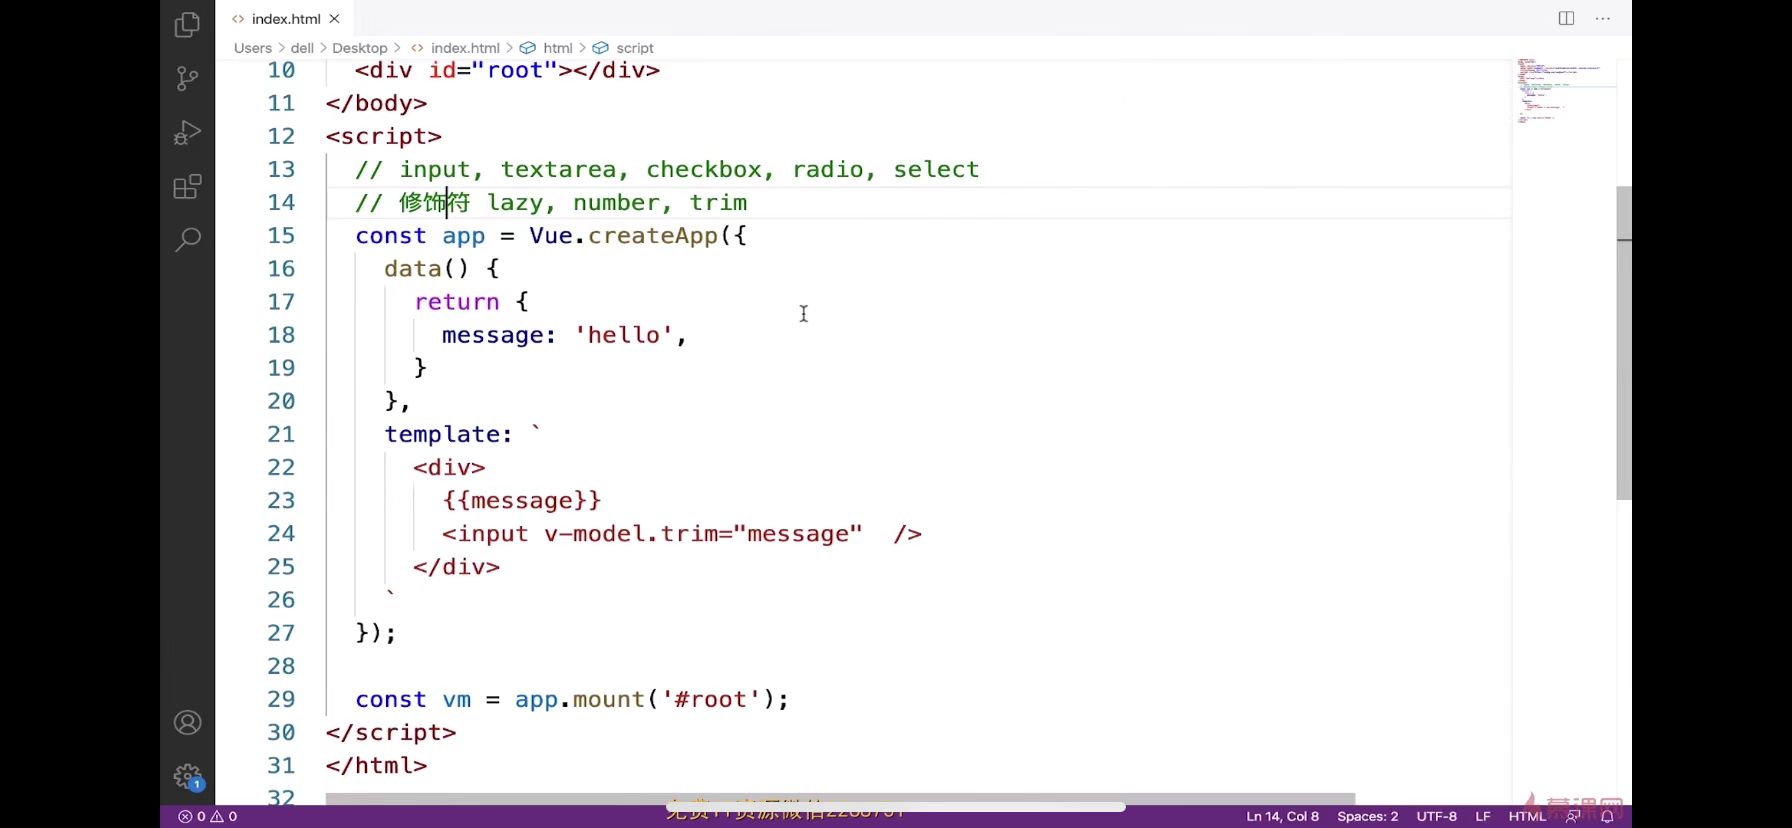 index.html
Users > dell > Desktop > index.html > html > script
10 <div id="root"></div>
11 </body>
12 <script>
13 // input, textarea, checkbox, radio, select
14 // 修饰符 lazy, number, trim
15 const app = Vue.createApp({
16 data() {
17 return {
18 message: 'hello',
19 }
20 },
21 template: `
22 <div>
23 {{message}}
24 <input v-model.trim="message"  />
25 </div>
26 `
27 });
28
29 const vm = app.mount('#root');
30 </script>
31 </html>
32
1
0 0
Ln 14, Col 8 Spaces: 2 UTF-8 LF HTML
慕课网